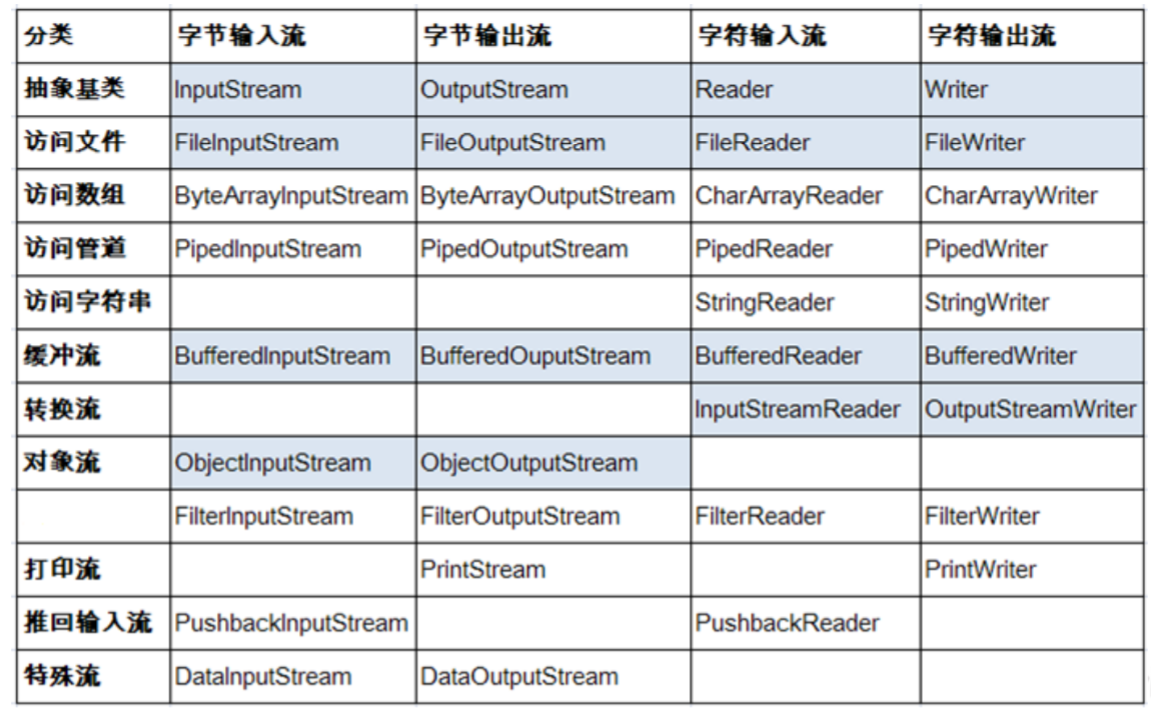 分类 字节输入流 字节输出流 字符输入流 字符输出流
抽象基类 InputStream OutputStream Reader Writer
访问文件 FileInputStream FileOutputStream FileReader FileWriter
访问数组 ByteArrayInputStream ByteArrayOutputStream CharArrayReader CharArrayWriter
访问管道 PipedInputStream PipedOutputStream PipedReader PipedWriter
访问字符串 StringReader StringWriter
缓冲流 BufferedInputStream BufferedOuputStream BufferedReader BufferedWriter
转换流 InputStreamReader OutputStreamWriter
对象流 ObjectInputStream ObjectOutputStream
FilterInputStream FilterOutputStream FilterReader FilterWriter
打印流 PrintStream PrintWriter
推回输入流 PushbackInputStream PushbackReader
特殊流 DataInputStream DataOutputStream